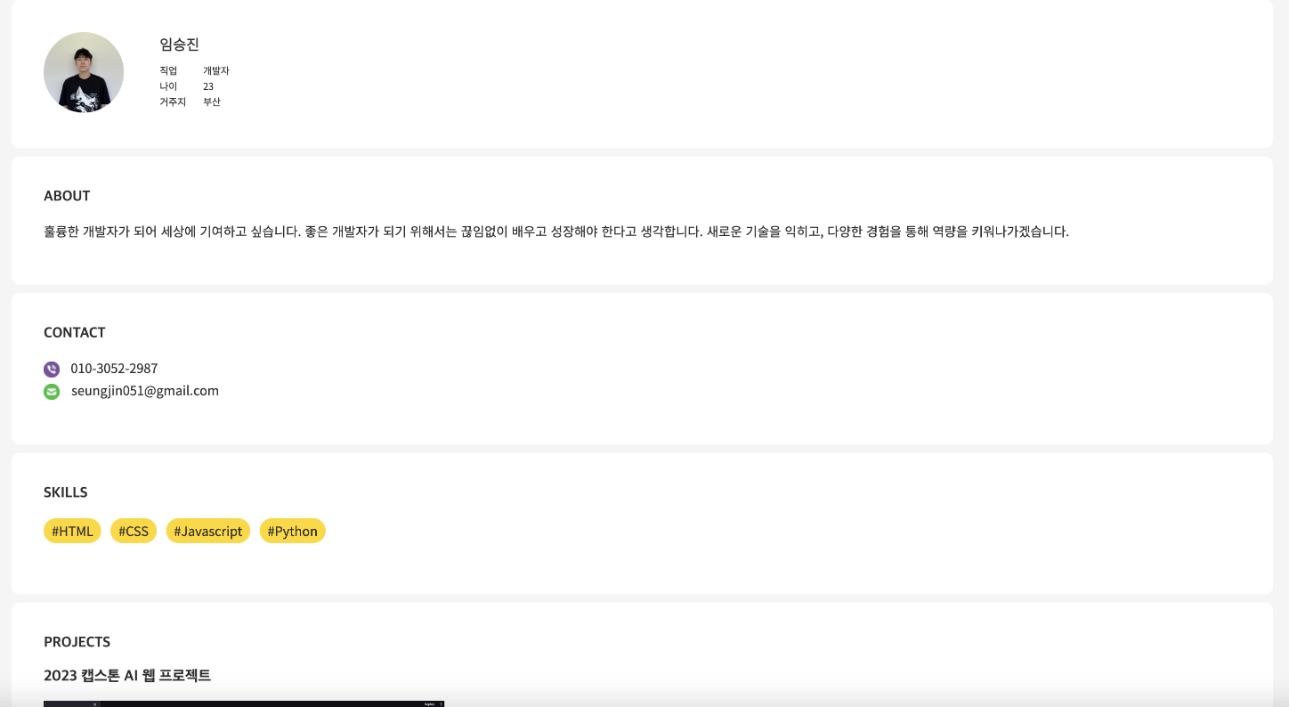 임승진
직업 개발자
나이 23
거주지 부산
ABOUT
훌륭한 개발자가 되어 세상에 기여하고 싶습니다. 좋은 개발자가 되기 위해서는 끊임없이 배우고 성장해야 한다고 생각합니다. 새로운 기술을 익히고, 다양한 경험을 통해 역량을 키워나가겠습니다.
CONTACT
010-3052-2987
seungjin051@gmail.com
SKILLS
#HTML #CSS #Javascript #Python
PROJECTS
2023 캡스톤 AI 웹 프로젝트